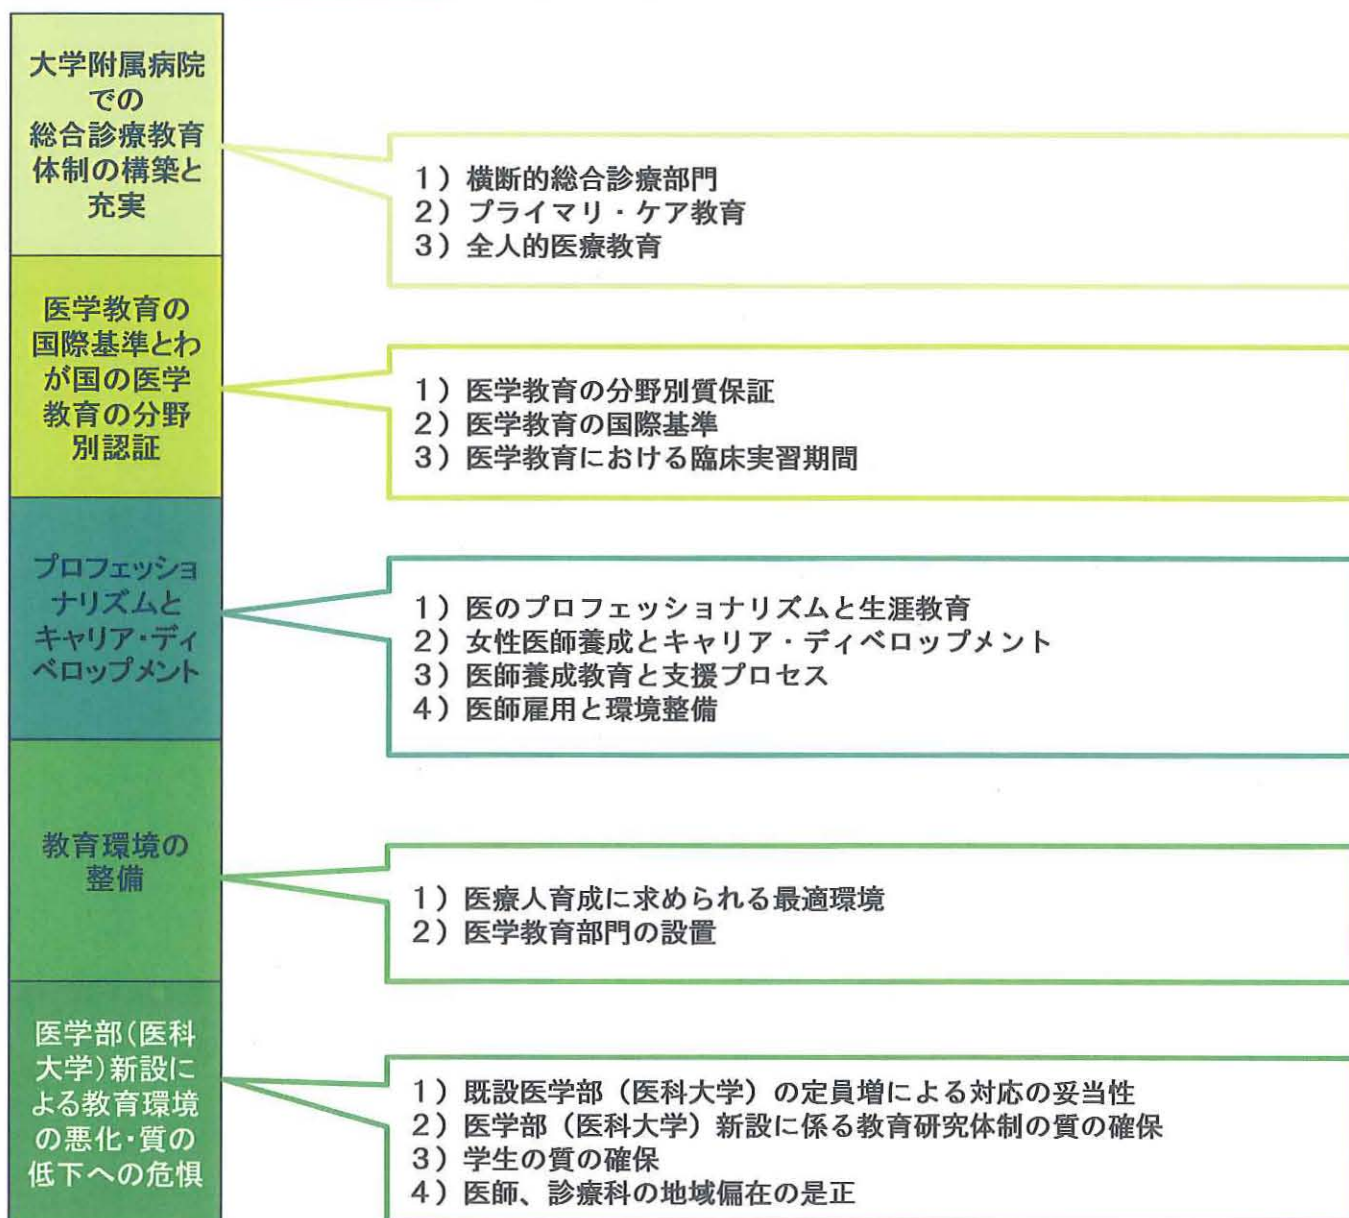 大学附属病院
での
総合診療教育
体制の構築と
充実
1）横断的総合診療部門
2）プライマリ・ケア教育
3）全人的医療教育
医学教育の
国際基準とわ
が国の医学
教育の分野
別認証
1）医学教育の分野別質保証
2）医学教育の国際基準
3）医学教育における臨床実習期間
プロフェッショ
ナリズムと
キャリア・ディ
ベロップメント
1）医のプロフェッショナリズムと生涯教育
2）女性医師養成とキャリア・ディベロップメント
3）医師養成教育と支援プロセス
4）医師雇用と環境整備
教育環境の
整備
1）医療人育成に求められる最適環境
2）医学教育部門の設置
医学部（医科
大学）新設に
よる教育環境
の悪化・質の
低下への危惧
1）既設医学部（医科大学）の定員増による対応の妥当性
2）医学部（医科大学）新設に係る教育研究体制の質の確保
3）学生の質の確保
4）医師、診療科の地域偏在の是正